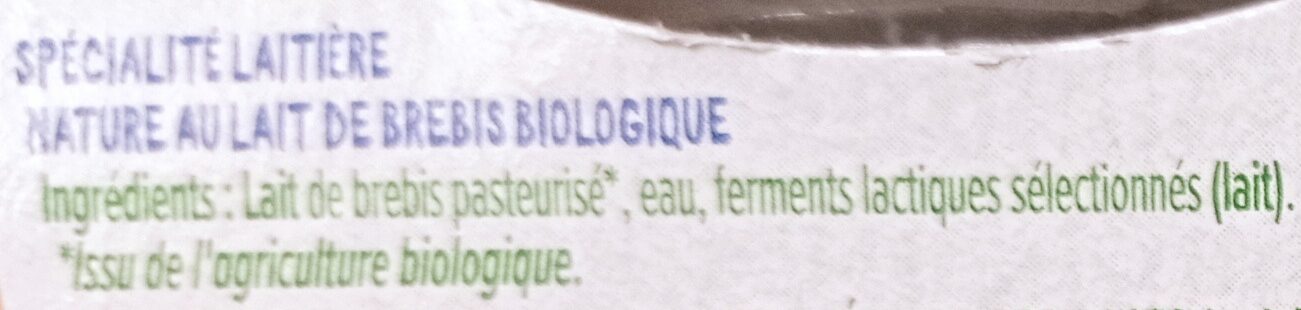 SPÉCIALITÉ LAITIÈRE
NATURE AU LAIT DE BREBIS BIOLOGIQUE
Ingrédients : Lait de brebis pasteurisé*, eau, ferments lactiques sélectionnés (lait).
*Issu de l'agriculture biologique.